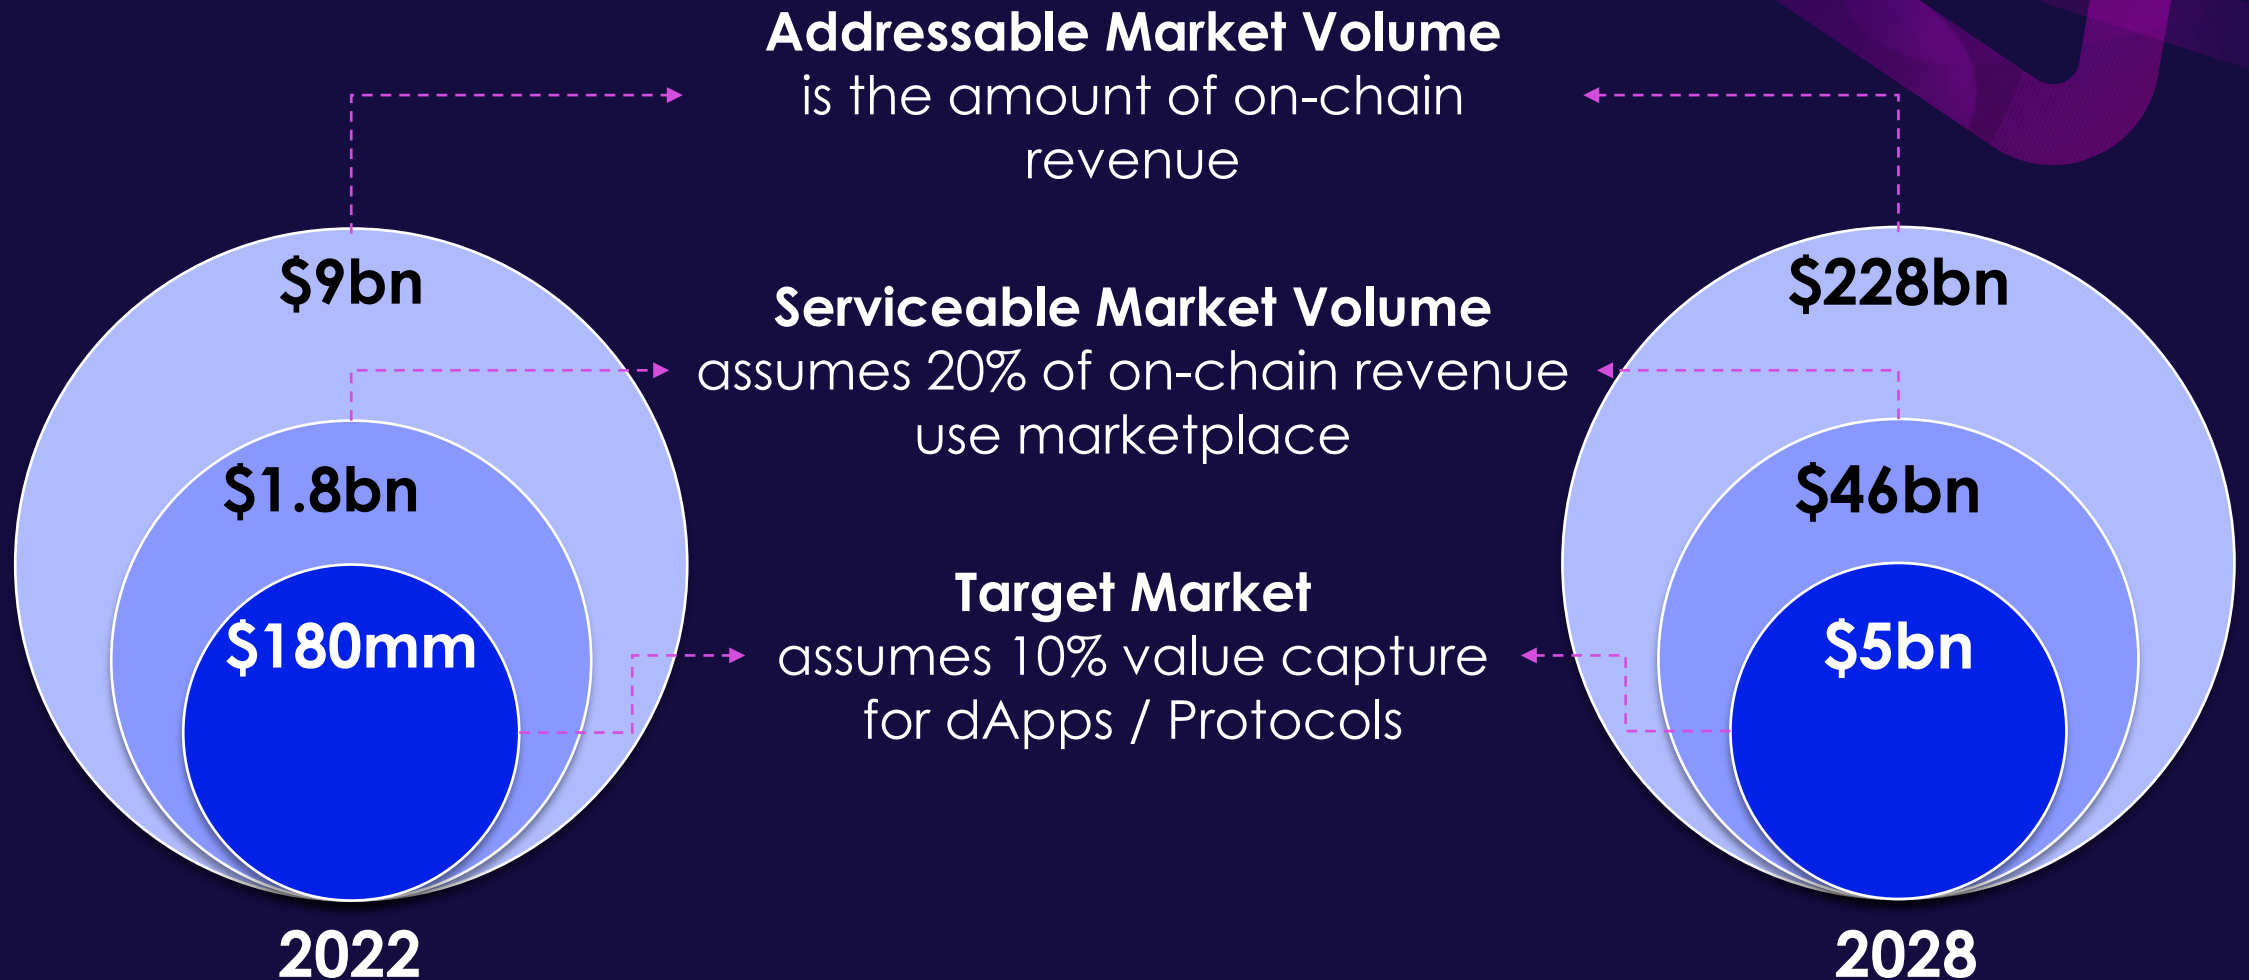 Addressable Market Volume
is the amount of on-chain
revenue
$9bn
$1.8bn
$180mm
2022
Serviceable Market Volume
assumes 20% of on-chain revenue
use marketplace
Target Market
assumes 10% value capture
for dApps / Protocols
$228bn
$46bn
$5bn
2028